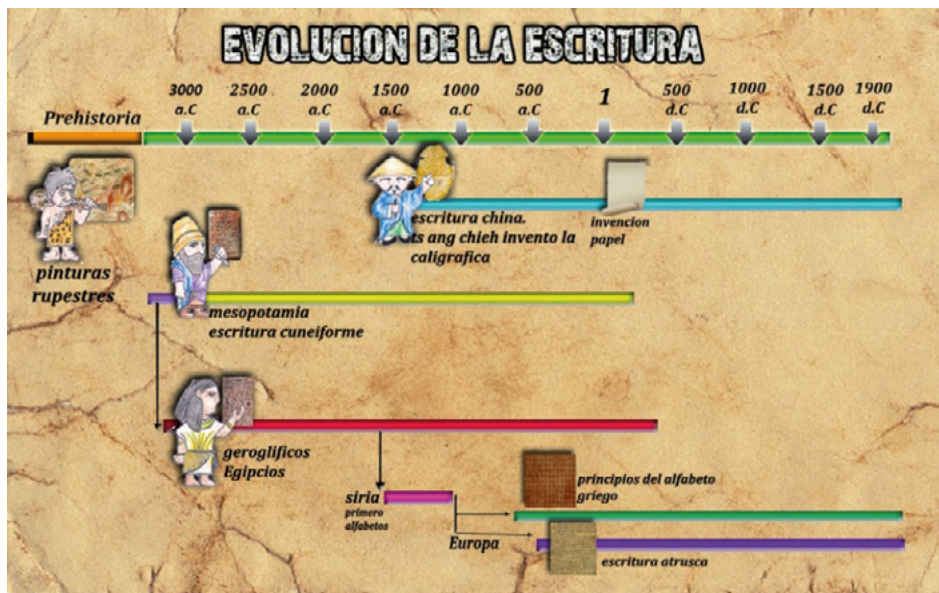 EVOLUCION DE LA ESCRITURA
Prehistoria
3000 a.C
2500 a.C
2000 a.C
1500 a.C
1000 a.C
500 a.C
1
500 d.C
1000 d.C
1500 d.C
1900 d.C
pinturas
rupestres
escritura china.
ts ang chieh invento la
caligrafica
invencion
papel
mesopotamia
escritura cuneiforme
geroglificos
Egipcios
siria
primero
alfabetos
Europa
principios del alfabeto
griego
escritura atrusca